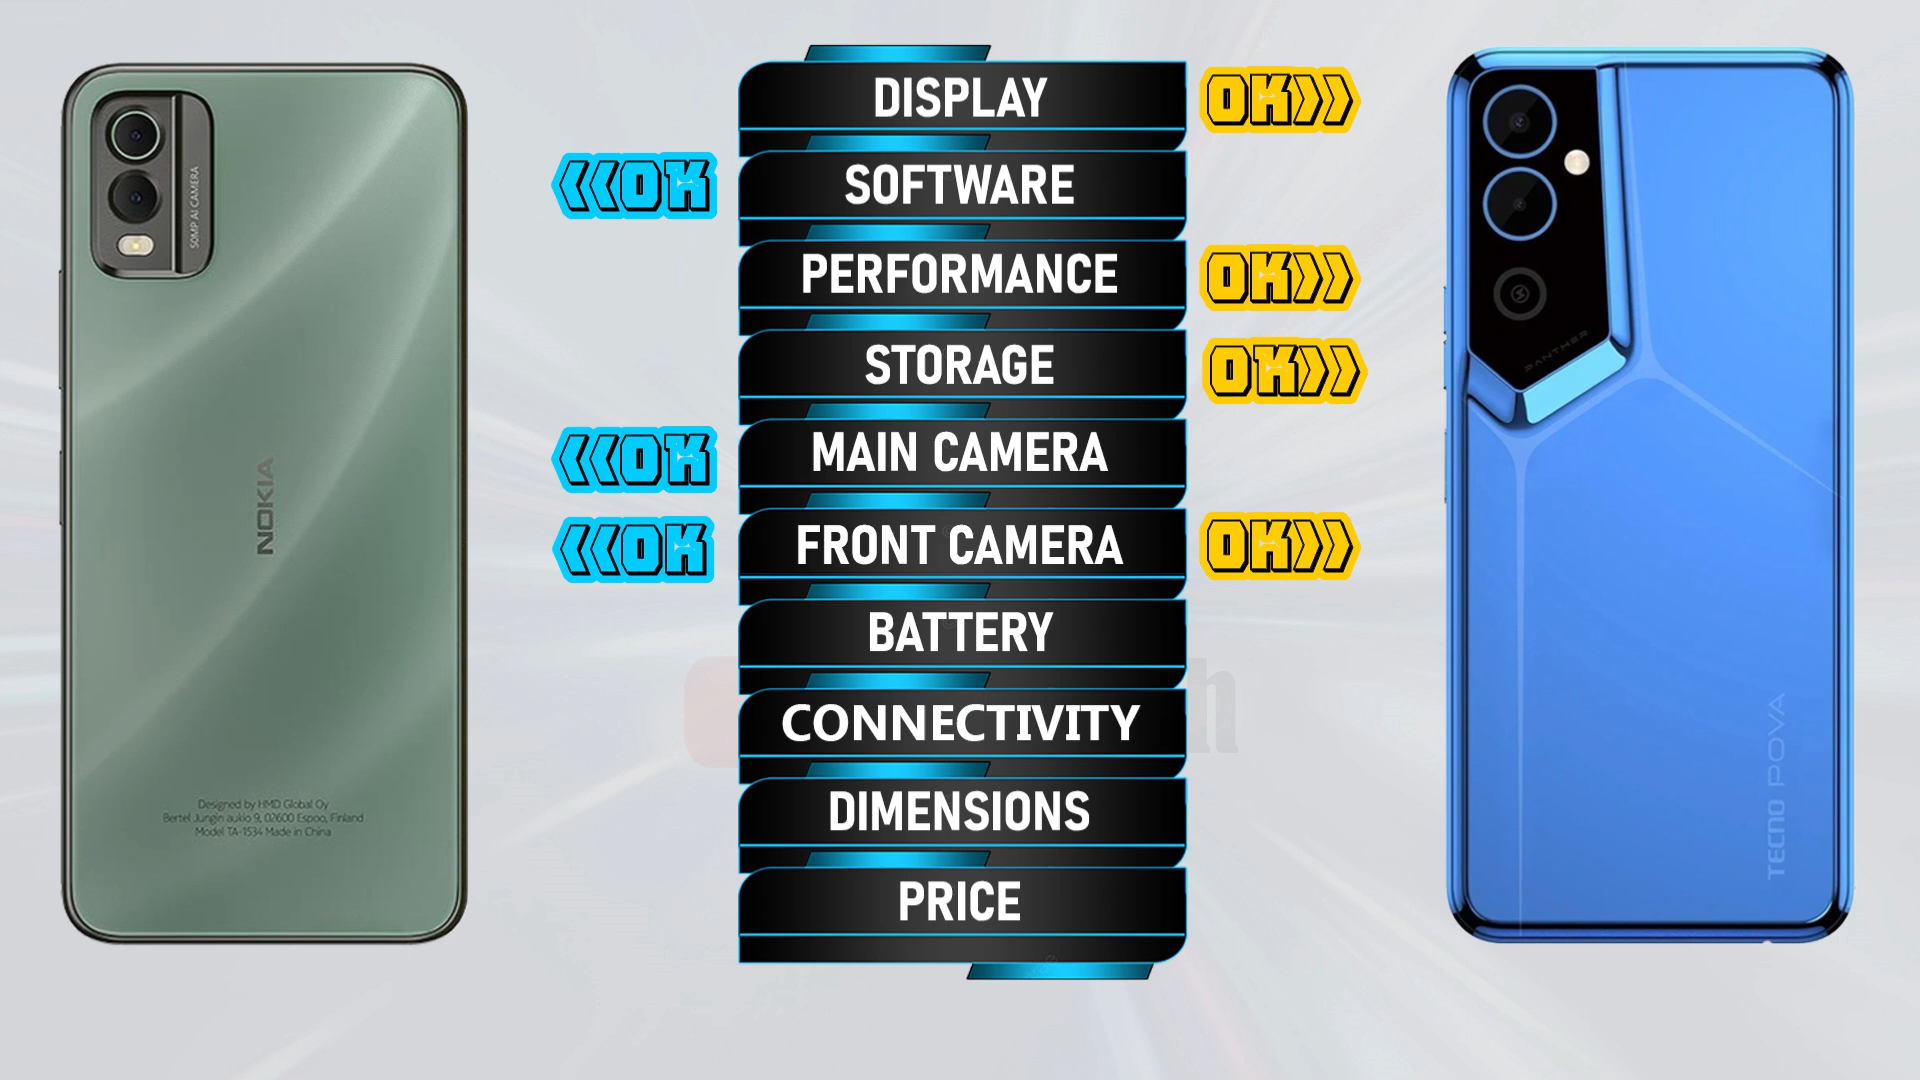 50MP AI CAMERA
NOKIA
Designed by HMD Global Oy
Bertel Jungin aukio 9, 02600 Espoo, Finland
Model TA-1534 Made in China
DISPLAY
OK
OK
SOFTWARE
PERFORMANCE
OK
STORAGE
OK
OK
MAIN CAMERA
OK
FRONT CAMERA
OK
BATTERY
CONNECTIVITY
DIMENSIONS
PRICE
PANTHER
TECNO POVA